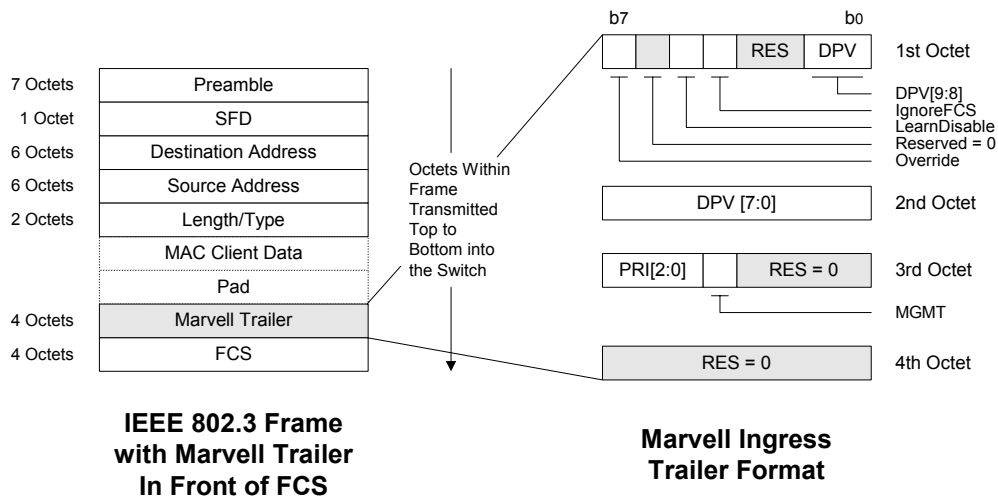 7 Octets
Preamble
1 Octet
SFD
6 Octets
Destination Address
6 Octets
Source Address
2 Octets
Length/Type
MAC Client Data
Pad
4 Octets
Marvell Trailer
4 Octets
FCS
IEEE 802.3 Frame
with Marvell Trailer
In Front of FCS
Octets Within
Frame
Transmitted
Top to
Bottom into
the Switch
b7
b0
RES
DPV
1st Octet
DPV[9:8]
IgnoreFCS
LearnDisable
Reserved = 0
Override
DPV [7:0]
2nd Octet
PRI[2:0]
RES = 0
3rd Octet
MGMT
RES = 0
4th Octet
Marvell Ingress
Trailer Format